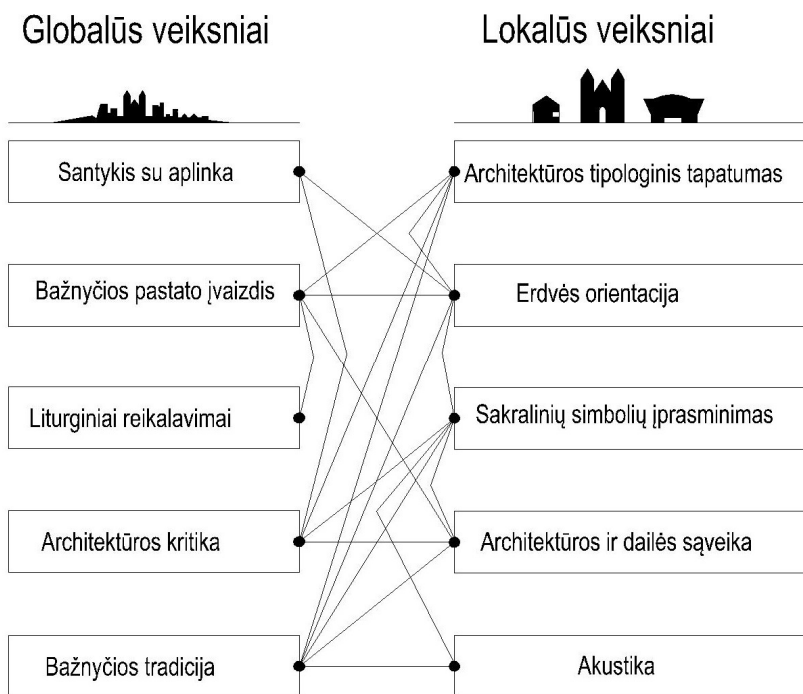 Globalūs veiksniai
Lokalūs veiksniai
Santykis su aplinka
Architektūros tipologinis tapatumas
Bažnyčios pastato įvaizdis
Erdvės orientacija
Liturginiai reikalavimai
Sakralinių simbolių įprasminimas
Architektūros kritika
Architektūros ir dailės sąveika
Bažnyčios tradicija
Akustika